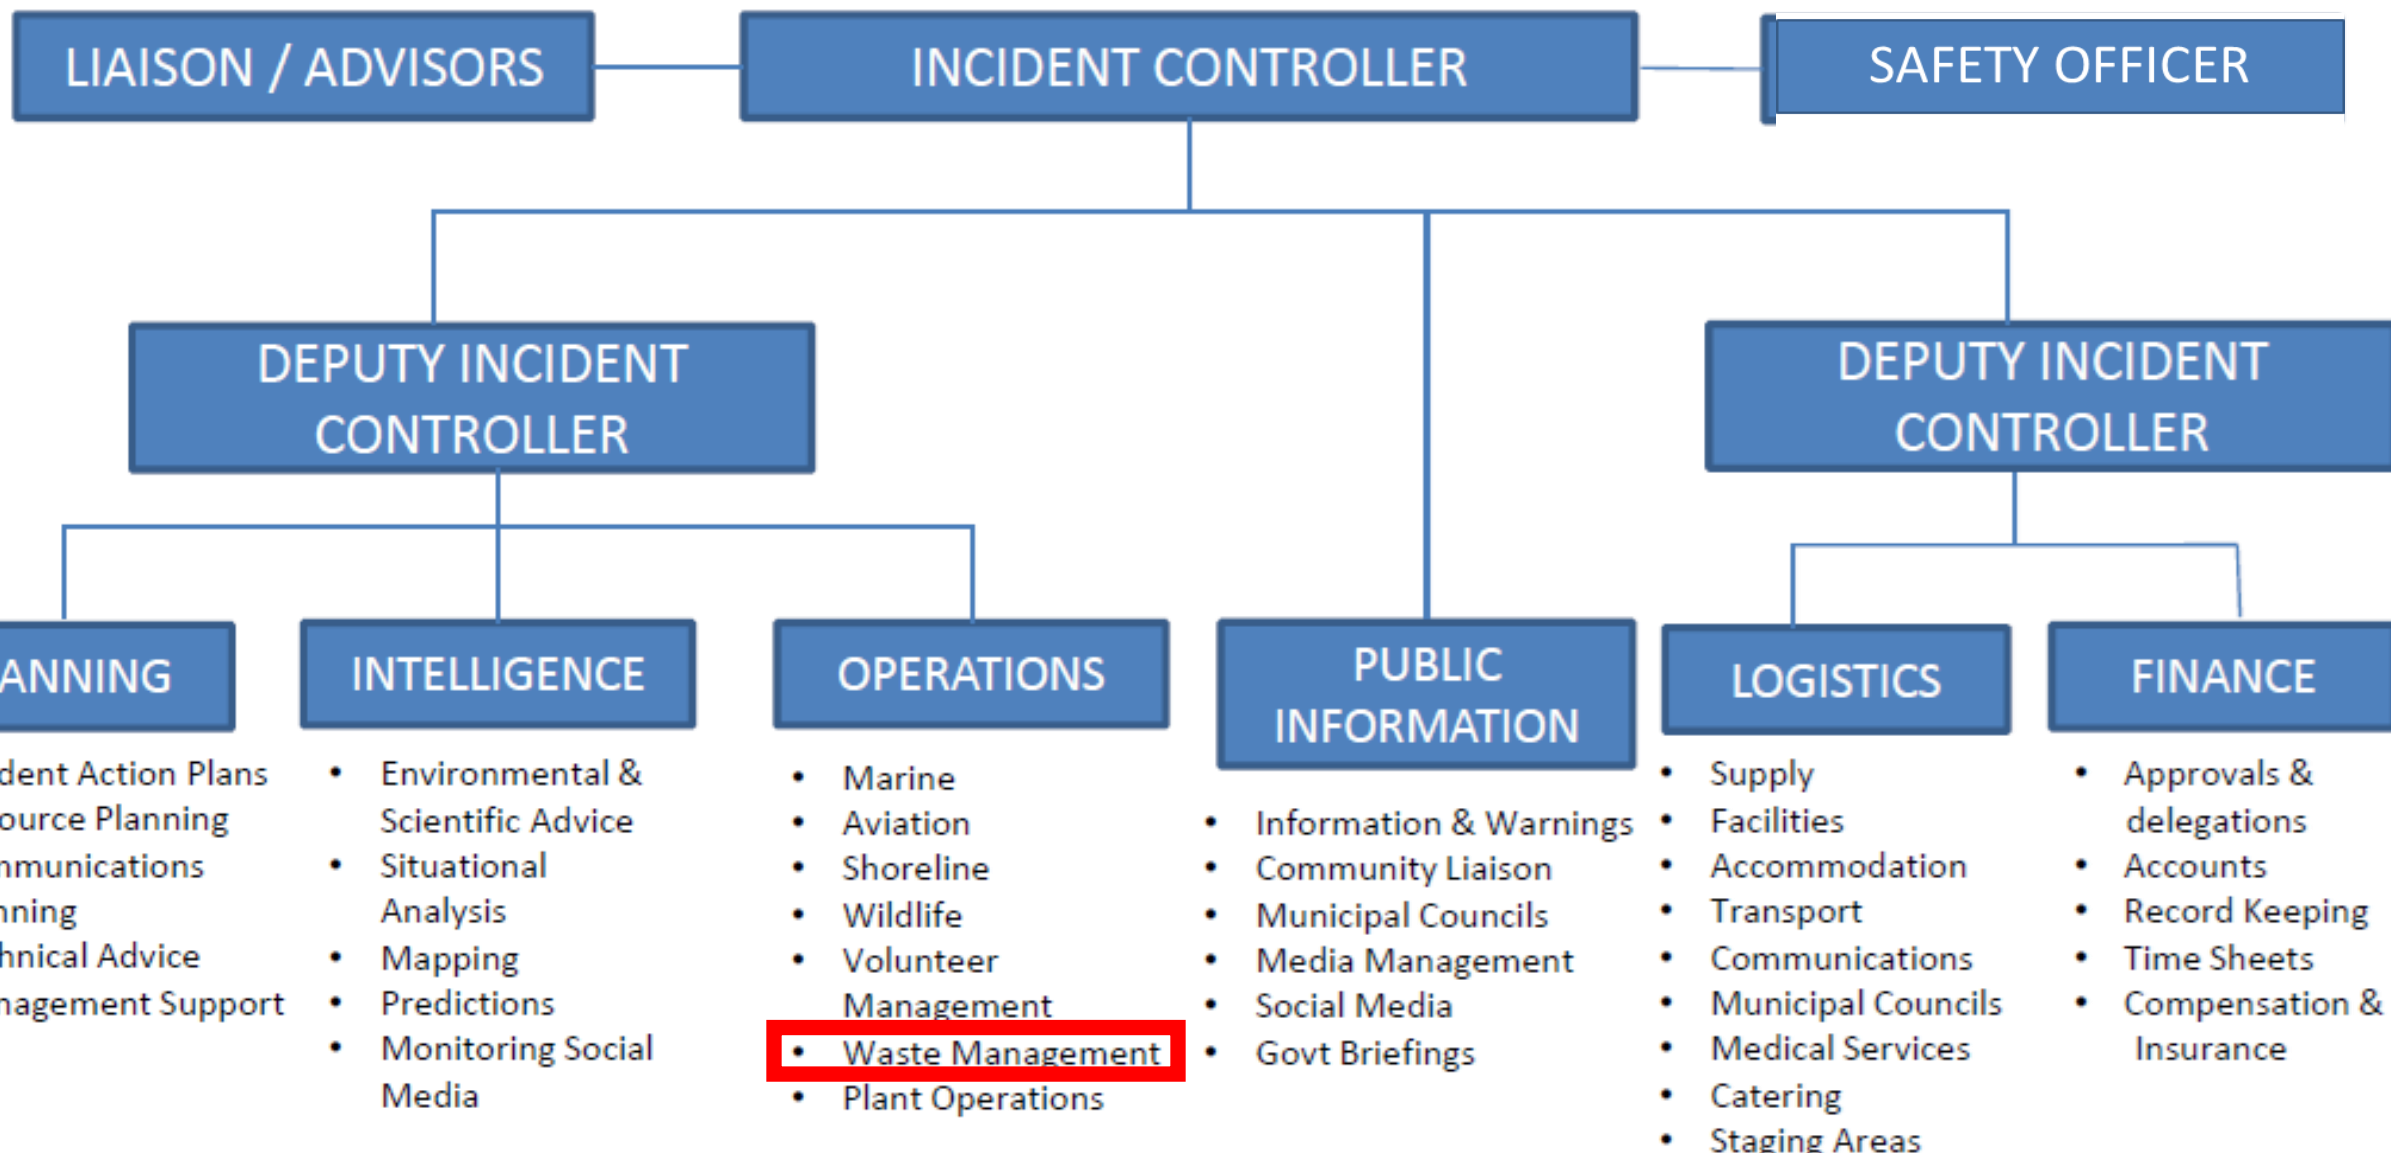 LIAISON / ADVISORS
INCIDENT CONTROLLER
SAFETY OFFICER
DEPUTY INCIDENT
CONTROLLER
DEPUTY INCIDENT
CONTROLLER
ANNING
dent Action Plans
ource Planning
mmunications
nning
hnical Advice
nagement Support
INTELLIGENCE
• Environmental &
Scientific Advice
• Situational
Analysis
• Mapping
• Predictions
• Monitoring Social
Media
OPERATIONS
• Marine
• Aviation
• Shoreline
• Wildlife
• Volunteer
Management
• Waste Management
• Plant Operations
PUBLIC
INFORMATION
• Information & Warnings
• Community Liaison
• Municipal Councils
• Media Management
• Social Media
• Govt Briefings
LOGISTICS
• Supply
• Facilities
• Accommodation
• Transport
• Communications
• Municipal Councils
• Medical Services
• Catering
• Staging Areas
FINANCE
• Approvals &
delegations
• Accounts
• Record Keeping
• Time Sheets
• Compensation &
Insurance